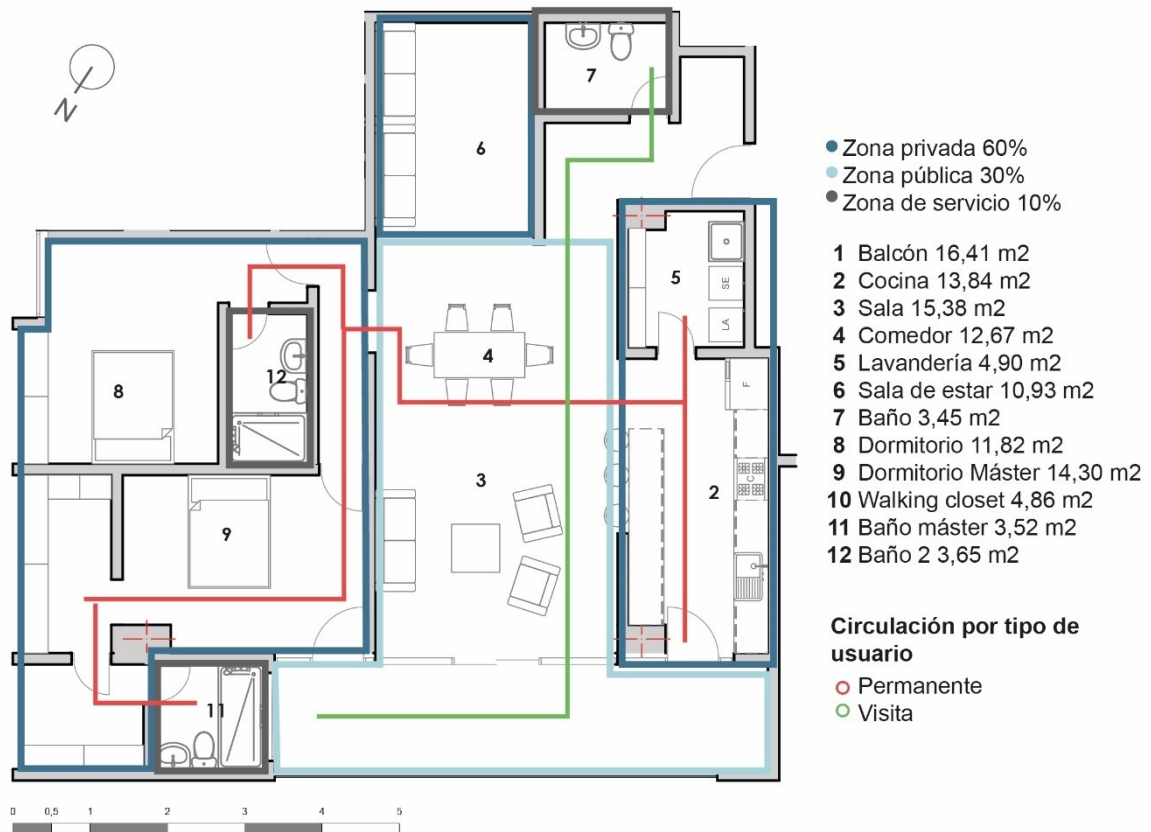 N
7
6
5
SE
LA
4
8
12
F
3
C
2
9
11
0 0,5 1 2 3 4 5
Zona privada 60%
Zona pública 30%
Zona de servicio 10%
1 Balcón 16,41 m2
2 Cocina 13,84 m2
3 Sala 15,38 m2
4 Comedor 12,67 m2
5 Lavandería 4,90 m2
6 Sala de estar 10,93 m2
7 Baño 3,45 m2
8 Dormitorio 11,82 m2
9 Dormitorio Máster 14,30 m2
10 Walking closet 4,86 m2
11 Baño máster 3,52 m2
12 Baño 2 3,65 m2
Circulación por tipo de
usuario
Permanente
Visita